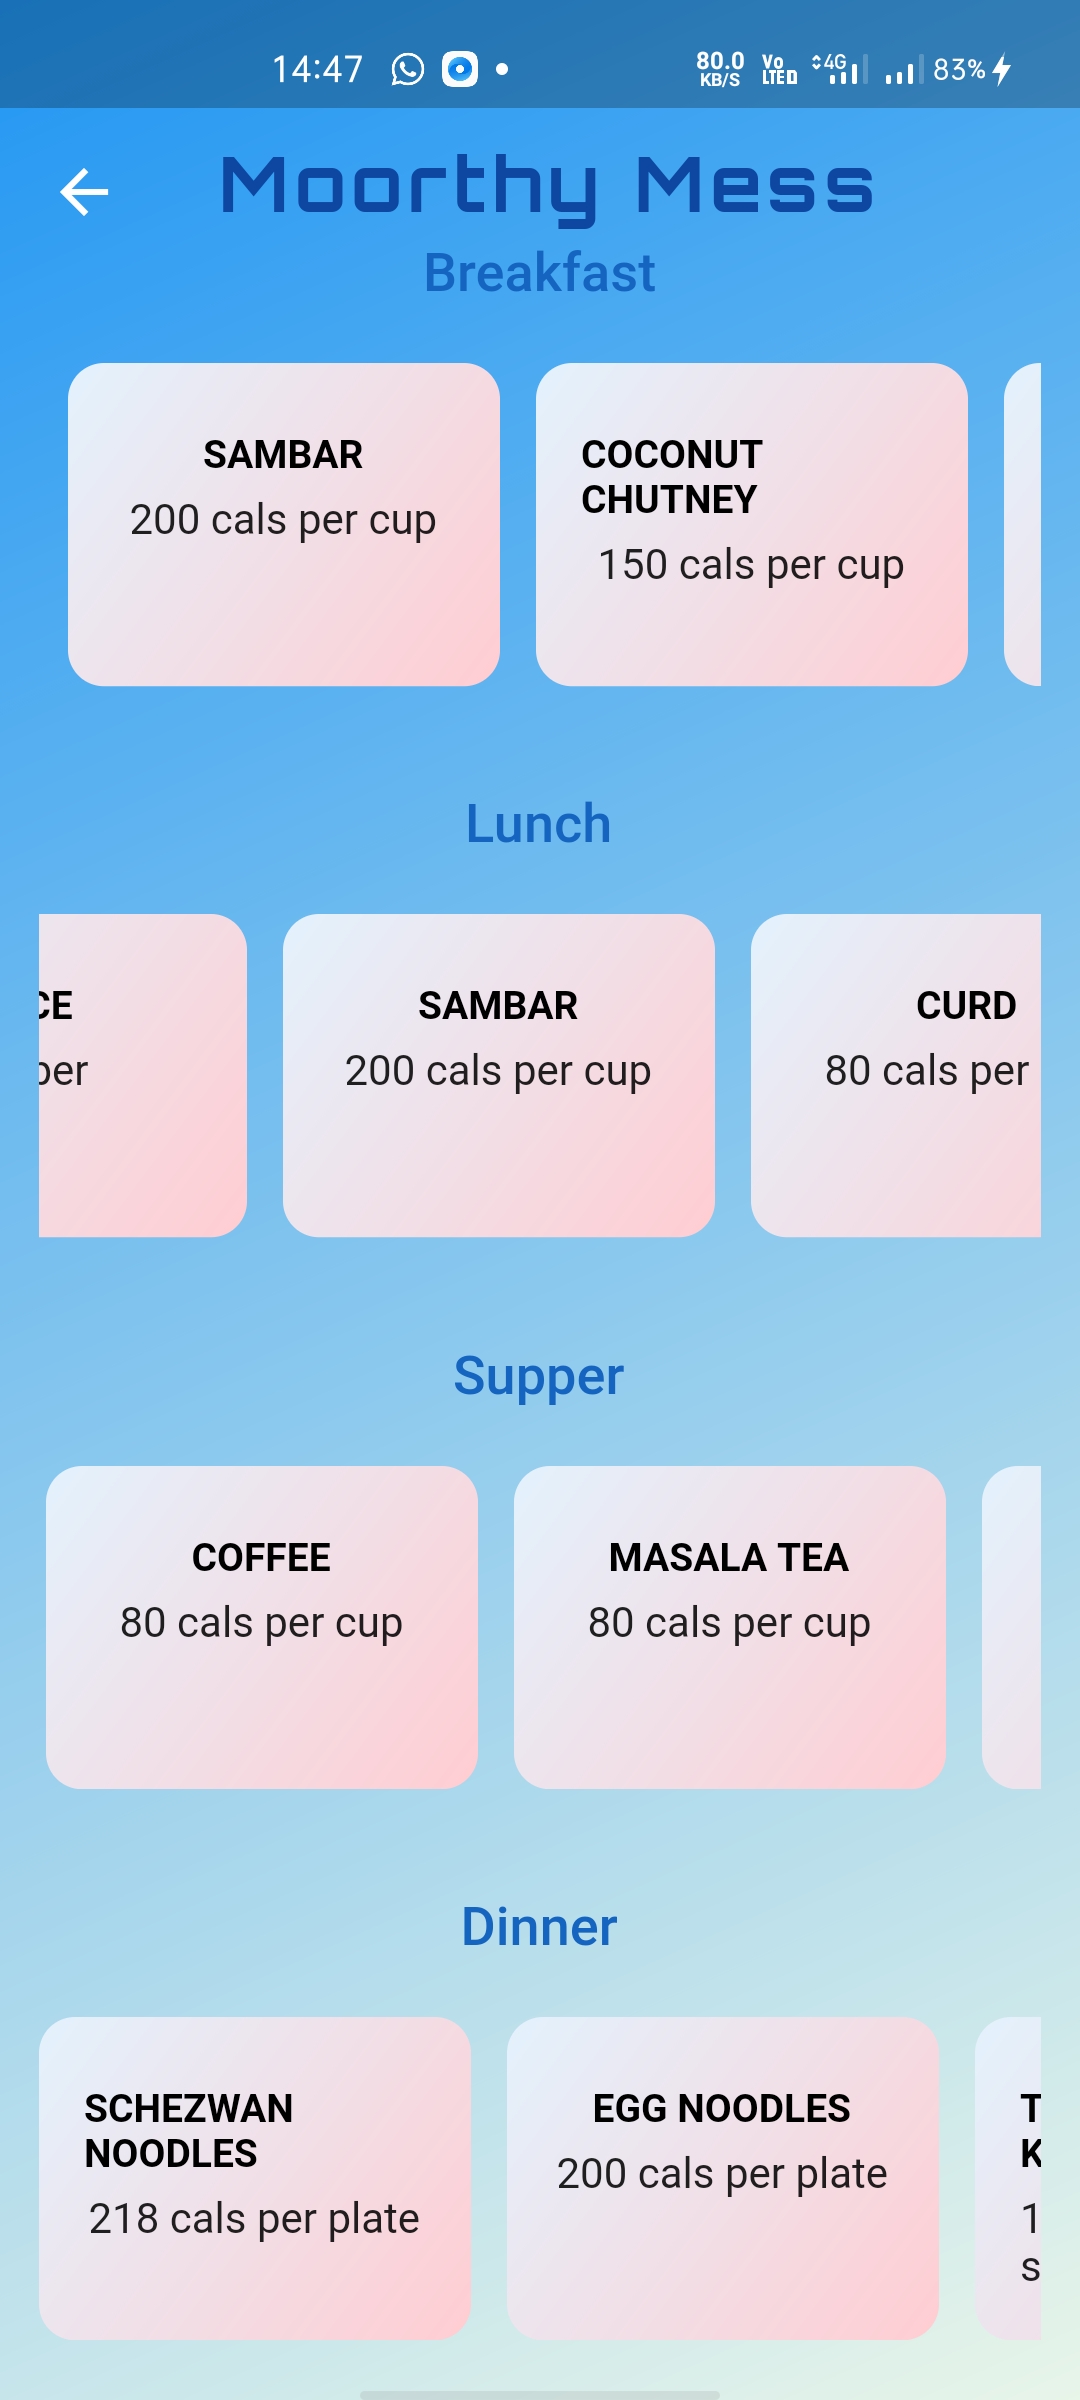 14:47
80.0
KB/S
Vo
LTE
4G
83%
Moorthy Mess
Breakfast
SAMBAR
200 cals per cup
COCONUT
CHUTNEY
150 cals per cup
Lunch
CE
per
SAMBAR
200 cals per cup
CURD
80 cals per
Supper
COFFEE
80 cals per cup
MASALA TEA
80 cals per cup
Dinner
SCHEZWAN
NOODLES
218 cals per plate
EGG NOODLES
200 cals per plate
T
K
1
s